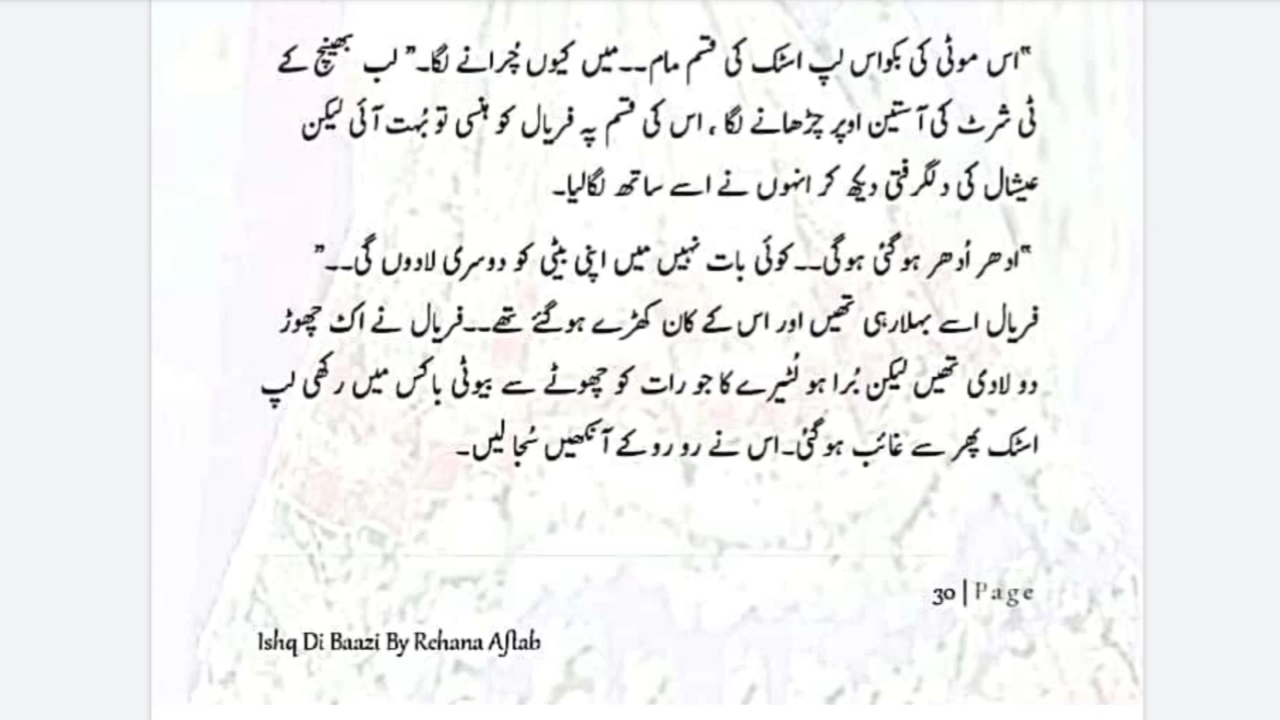 “اس موٹی کی بکواس لپ اسٹک کی قسم مام۔۔میں کیوں چُرانے لگا۔” لب بھینچ کے
ٹی شرٹ کی آستین اوپر چڑھانے لگا ، اس کی قسم پہ فریال کو ہنسی تو بُہت آئی لیکن
عیشال کی دلگرفتی دیکھ کر انہوں نے اسے ساتھ لگالیا۔
“ادھر اُدھر ہوگئی ہوگی۔۔کوئی بات نہیں میں اپنی بیٹی کو دوسری لادوں گی۔۔”
فریال اسے بہلارہی تھیں اور اس کے کان کھڑے ہوگئے تھے۔۔فریال نے اک چھوڑ
دو لادی تھیں لیکن بُرا ہو لُٹیرے کا جو رات کو چھوٹے سے بیوٹی باکس میں رکھی لپ
اسٹک پھر سے غائب ہوگئی۔اس نے رو رو کے آنکھیں سُجا لیں۔
30 | Page
Ishq Di Baazi By Rehana Aftab